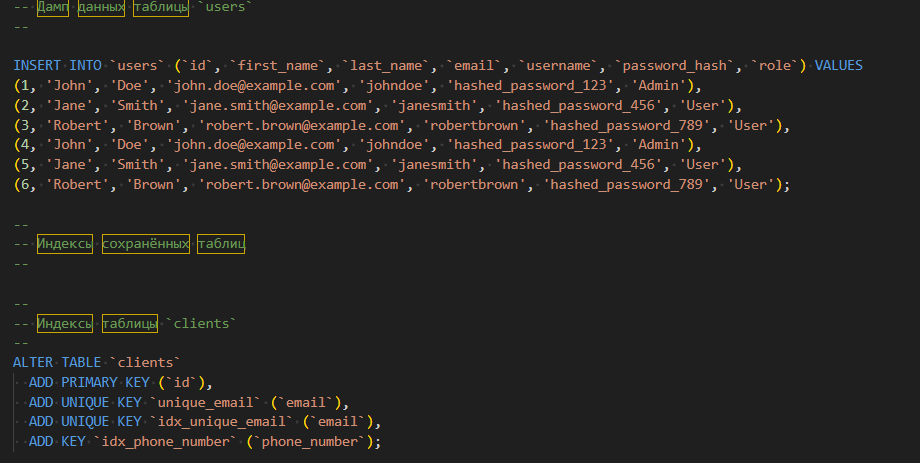 -- Дамп данных таблицы `users`
--
INSERT INTO `users` (`id`, `first_name`, `last_name`, `email`, `username`, `password_hash`, `role`) VALUES
(1, 'John', 'Doe', 'john.doe@example.com', 'johndoe', 'hashed_password_123', 'Admin'),
(2, 'Jane', 'Smith', 'jane.smith@example.com', 'janesmith', 'hashed_password_456', 'User'),
(3, 'Robert', 'Brown', 'robert.brown@example.com', 'robertbrown', 'hashed_password_789', 'User'),
(4, 'John', 'Doe', 'john.doe@example.com', 'johndoe', 'hashed_password_123', 'Admin'),
(5, 'Jane', 'Smith', 'jane.smith@example.com', 'janesmith', 'hashed_password_456', 'User'),
(6, 'Robert', 'Brown', 'robert.brown@example.com', 'robertbrown', 'hashed_password_789', 'User');
--
-- Индексы сохранённых таблиц
--
--
-- Индексы таблицы `clients`
--
ALTER TABLE `clients`
  ADD PRIMARY KEY (`id`),
  ADD UNIQUE KEY `unique_email` (`email`),
  ADD UNIQUE KEY `idx_unique_email` (`email`),
  ADD KEY `idx_phone_number` (`phone_number`);